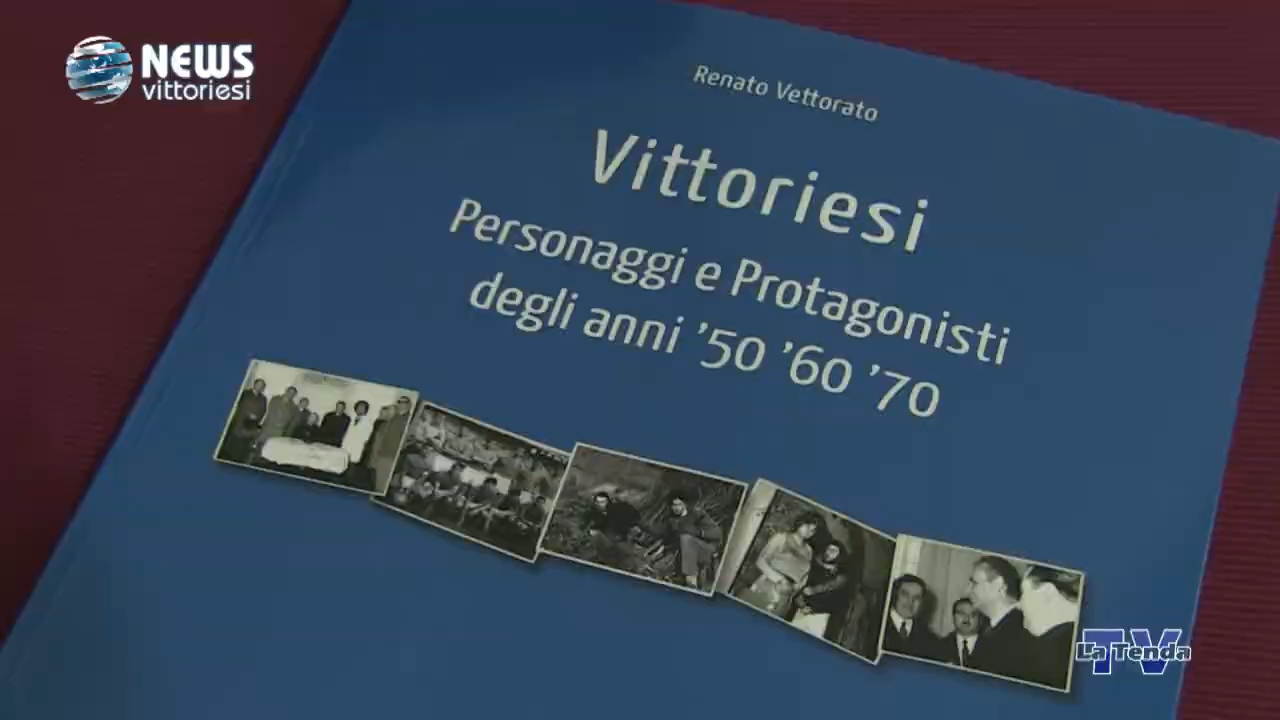 NEWS
vittoriesi
Renato Vettorato
Vittoriesi
Personaggi e Protagonisti
degli anni '50 '60 '70
TV
La Tenda